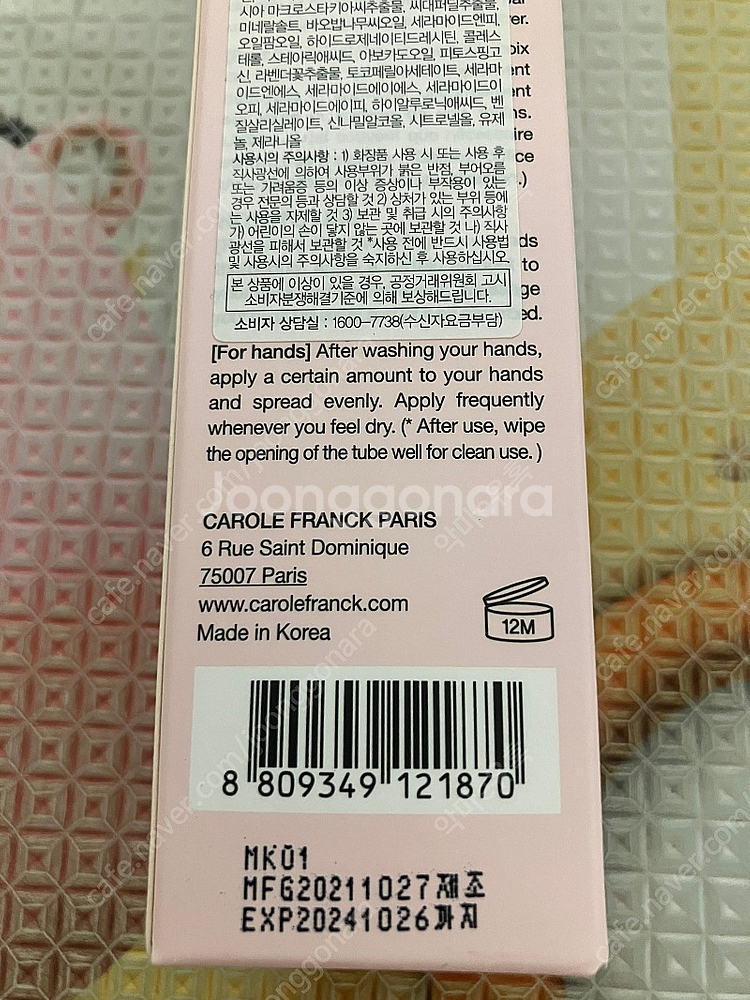 시아 마크로스타키아씨추출물, 씨대퍼딜추출물,
미네랄솔트, 바오밥나무씨오일, 세라마이드엔피,
오일팜오일, 하이드로제네이티드레시틴, 콜레스
테롤, 스테아릭애씨드, 아보카도오일, 피토스핑고
신, 라벤더꽃추출물, 토코페릴아세테이트, 세라마
이드엔에스, 세라마이드에이에스, 세라마이드이
오피, 세라마이드에이피, 하이알루로닉애씨드, 벤
질살리실레이트, 신나밀알코올, 시트로넬올, 유제
놀, 제라니올
사용시의 주의사항 : 1) 화장품 사용 시 또는 사용 후
직사광선에 의하여 사용부위가 붉은 반점, 부어오름
또는 가려움증 등의 이상 증상이나 부작용이 있는
경우 전문의 등과 상담할 것 2) 상처가 있는 부위 등에
는 사용을 자제할 것 3) 보관 및 취급 시의 주의사항
가) 어린이의 손이 닿지 않는 곳에 보관할 것 나) 직사
광선을 피해서 보관할 것 *사용 전에 반드시 사용법
및 사용시의 주의사항을 숙지하신 후 사용하십시오
본 상품에 이상이 있을 경우, 공정거래위원회 고시
소비자분쟁해결기준에 의해 보상해드립니다.
소비자 상담실 : 1600-7738(수신자요금부담)
[For hands] After washing your hands,
apply a certain amount to your hands
and spread evenly. Apply frequently
whenever you feel dry. (* After use, wipe
the opening of the tube well for clean use. )
Joonggonara
CAROLE FRANCK PARIS
6 Rue Saint Dominique
75007 Paris
www.carolefranck.com
Made in Korea
12M
8 809349 121870
MK01
MFG20211027제조
EXP20241026까지